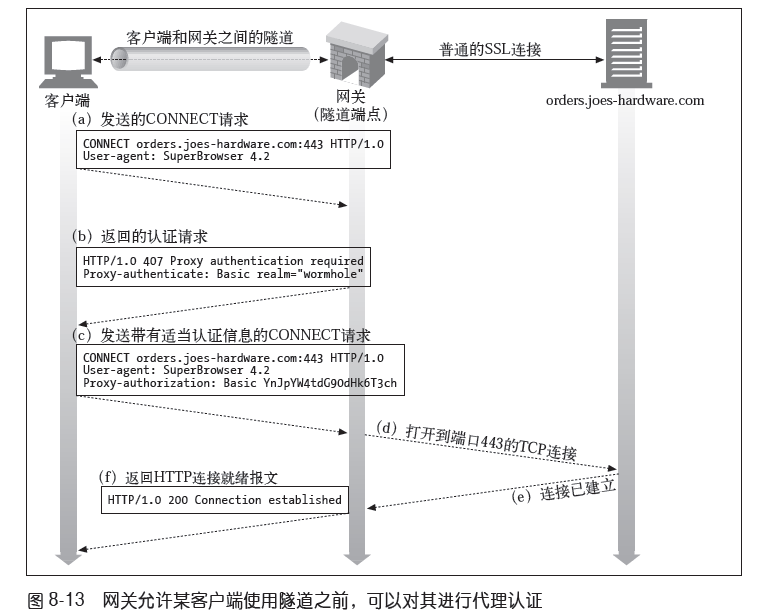 客户端和网关之间的隧道
普通的SSL连接
客户端
网关
（隧道端点）
orders.joes-hardware.com
（a）发送的CONNECT请求
CONNECT orders.joes-hardware.com:443 HTTP/1.0
User-agent: SuperBrowser 4.2
（b）返回的认证请求
HTTP/1.0 407 Proxy authentication required
Proxy-authenticate: Basic realm="wormhole"
（c）发送带有适当认证信息的CONNECT请求
CONNECT orders.joes-hardware.com:443 HTTP/1.0
User-agent: SuperBrowser 4.2
Proxy-authorization: Basic YnJpYW4tdG9OdHk6T3ch
（d）打开到端口443的TCP连接
（e）连接已建立
（f）返回HTTP连接就绪报文
HTTP/1.0 200 Connection established
图 8-13 网关允许某客户端使用隧道之前，可以对其进行代理认证